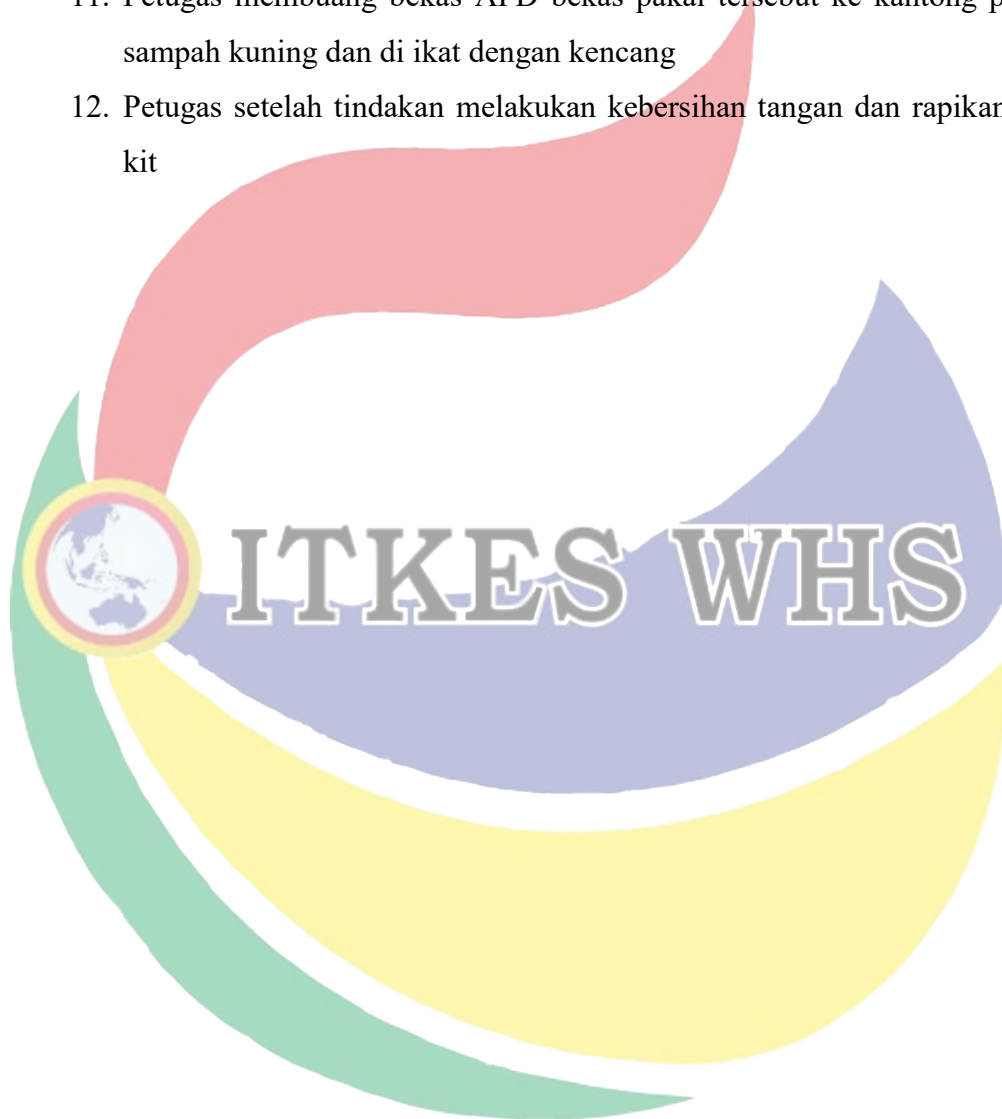 11. Petugas membuang bekas APD bekas pakai tersebut ke kantong
sampah kuning dan di ikat dengan kencang
12. Petugas setelah tindakan melakukan kebersihan tangan dan rapikan
kit
ITKES WHS